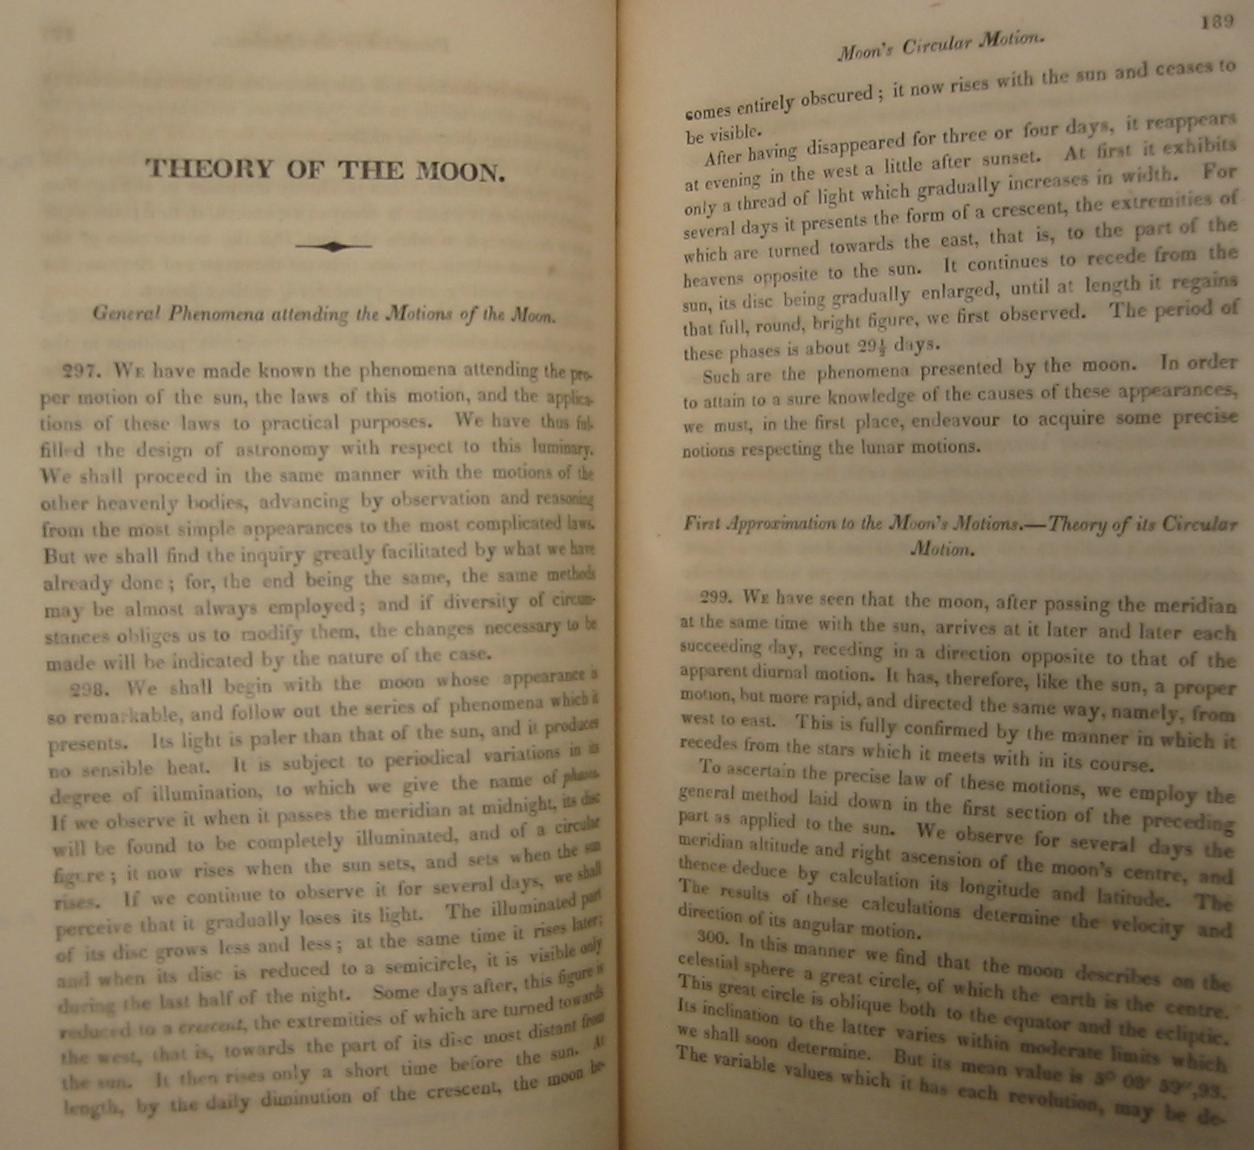 THEORY OF THE MOON.
General Phenomena attending the Motions of the Moon.
297. WE have made known the phenomena attending the pro-
per motion of the sun, the laws of this motion, and the applica-
tions of these laws to practical purposes. We have thus ful-
filled the design of astronomy with respect to this luminary.
We shall proceed in the same manner with the motions of the
other heavenly bodies, advancing by observation and reasoning
from the most simple appearances to the most complicated laws.
But we shall find the inquiry greatly facilitated by what we have
already done; for, the end being the same, the same methods
may be almost always employed; and if diversity of circum-
stances obliges us to modify them, the changes necessary to be
made will be indicated by the nature of the case.
298. We shall begin with the moon whose appearance is
so remarkable, and follow out the series of phenomena which it
presents. Its light is paler than that of the sun, and it produces
no sensible heat. It is subject to periodical variations in its
degree of illumination, to which we give the name of phases.
If we observe it when it passes the meridian at midnight, its disc
will be found to be completely illuminated, and of a circular
figure; it now rises when the sun sets, and sets when the sun
rises. If we continue to observe it for several days, we shall
perceive that it gradually loses its light. The illuminated part
of its disc grows less and less; at the same time it rises later;
and when its disc is reduced to a semicircle, it is visible only
during the last half of the night. Some days after, this figure is
reduced to a crescent, the extremities of which are turned towards
the west, that is, towards the part of its disc most distant from
the sun. It then rises only a short time before the sun. At
length, by the daily diminution of the crescent, the moon be-
Moon's Circular Motion.
189
comes entirely obscured; it now rises with the sun and ceases to
be visible.
After having disappeared for three or four days, it reappears
at evening in the west a little after sunset. At first it exhibits
only a thread of light which gradually increases in width. For
several days it presents the form of a crescent, the extremities of
which are turned towards the east, that is, to the part of the
heavens opposite to the sun. It continues to recede from the
sun, its disc being gradually enlarged, until at length it regains
that full, round, bright figure, we first observed. The period of
these phases is about 29½ days.
Such are the phenomena presented by the moon. In order
to attain to a sure knowledge of the causes of these appearances,
we must, in the first place, endeavour to acquire some precise
notions respecting the lunar motions.
First Approximation to the Moon's Motions.—Theory of its Circular
Motion.
299. WE have seen that the moon, after passing the meridian
at the same time with the sun, arrives at it later and later each
succeeding day, receding in a direction opposite to that of the
apparent diurnal motion. It has, therefore, like the sun, a proper
motion, but more rapid, and directed the same way, namely, from
west to east. This is fully confirmed by the manner in which it
recedes from the stars which it meets with in its course.
To ascertain the precise law of these motions, we employ the
general method laid down in the first section of the preceding
part as applied to the sun. We observe for several days the
meridian altitude and right ascension of the moon's centre, and
thence deduce by calculation its longitude and latitude. The
The results of these calculations determine the velocity and
direction of its angular motion.
300. In this manner we find that the moon describes on the
celestial sphere a great circle, of which the earth is the centre.
This great circle is oblique both to the equator and the ecliptic.
Its inclination to the latter varies within moderate limits which
we shall soon determine. But its mean value is 5° 08′ 59″,93.
The variable values which it has each revolution, may be de-